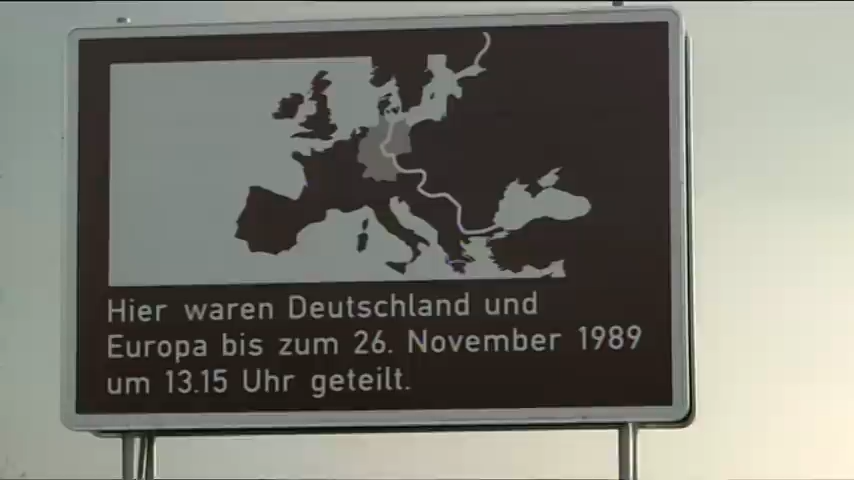 Hier waren Deutschland und
Europa bis zum 26. November 1989
um 13.15 Uhr geteilt.